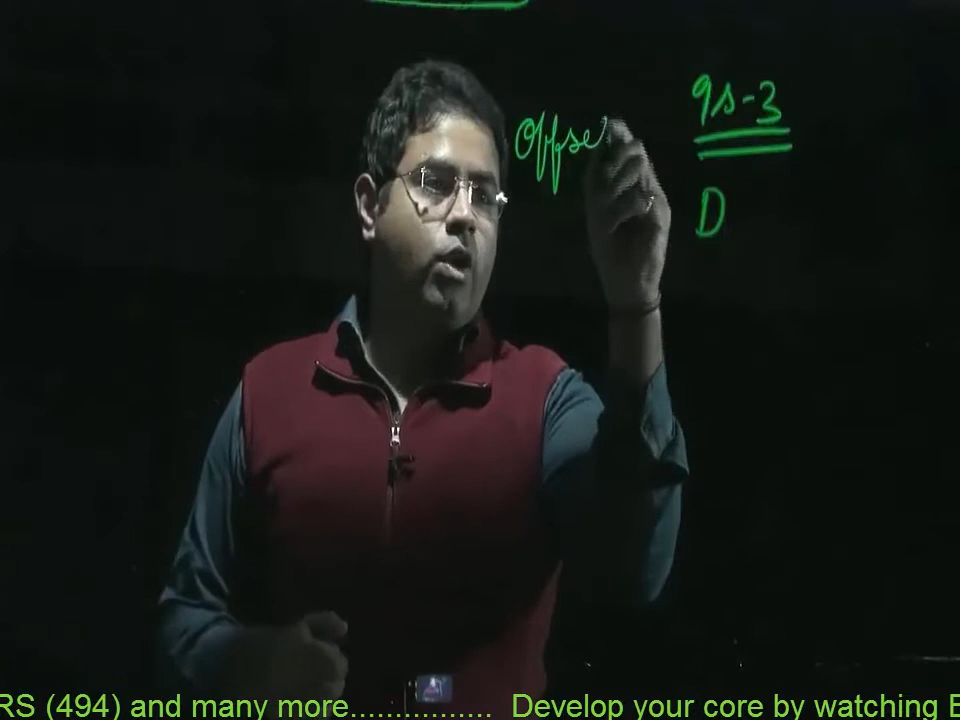 9s-3
Offse
D
RS (494) and many more................ Develop your core by watching E